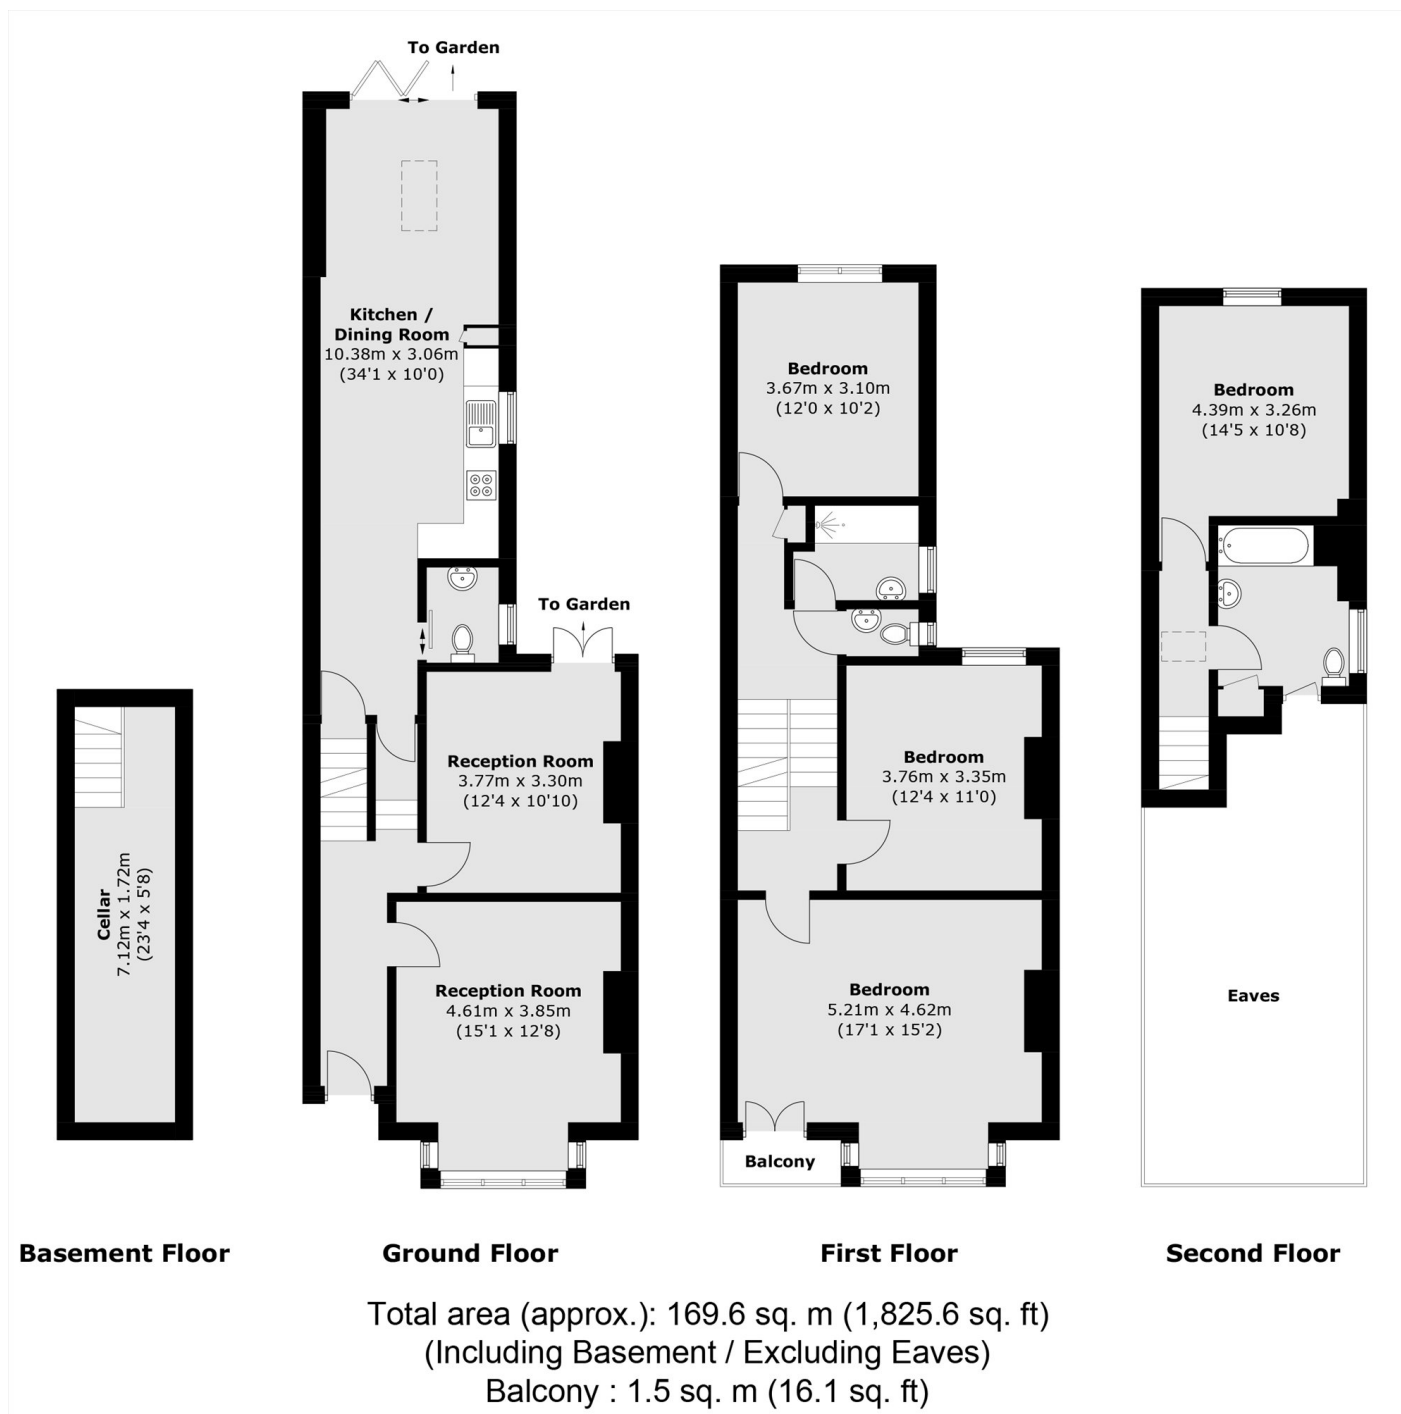 To Garden
Kitchen /
Dining Room
10.38m x 3.06m
(34'1 x 10'0)
To Garden
Reception Room
3.77m x 3.30m
(12'4 x 10'10)
Reception Room
4.61m x 3.85m
(15'1 x 12'8)
Cellar
7.12m x 1.72m
(23'4 x 5'8)
Bedroom
3.67m x 3.10m
(12'0 x 10'2)
Bedroom
3.76m x 3.35m
(12'4 x 11'0)
Bedroom
5.21m x 4.62m
(17'1 x 15'2)
Balcony
Bedroom
4.39m x 3.26m
(14'5 x 10'8)
Eaves
Basement Floor
Ground Floor
First Floor
Second Floor
Total area (approx.): 169.6 sq. m (1,825.6 sq. ft)
(Including Basement / Excluding Eaves)
Balcony : 1.5 sq. m (16.1 sq. ft)